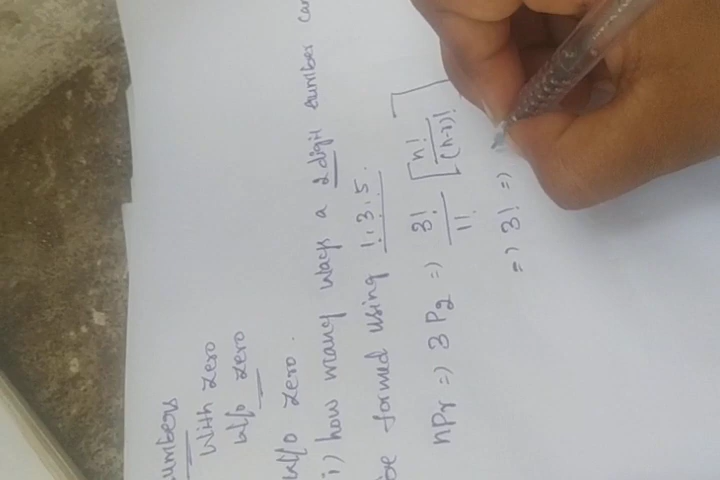 umbers
With zero
w/o zero
w/o zero.
i) how many ways a 2 digit number can
be formed using 1, 3, 5.
nPr => 3P2 => 3!/1! [n!/(n-r)!]
=> 3! =>